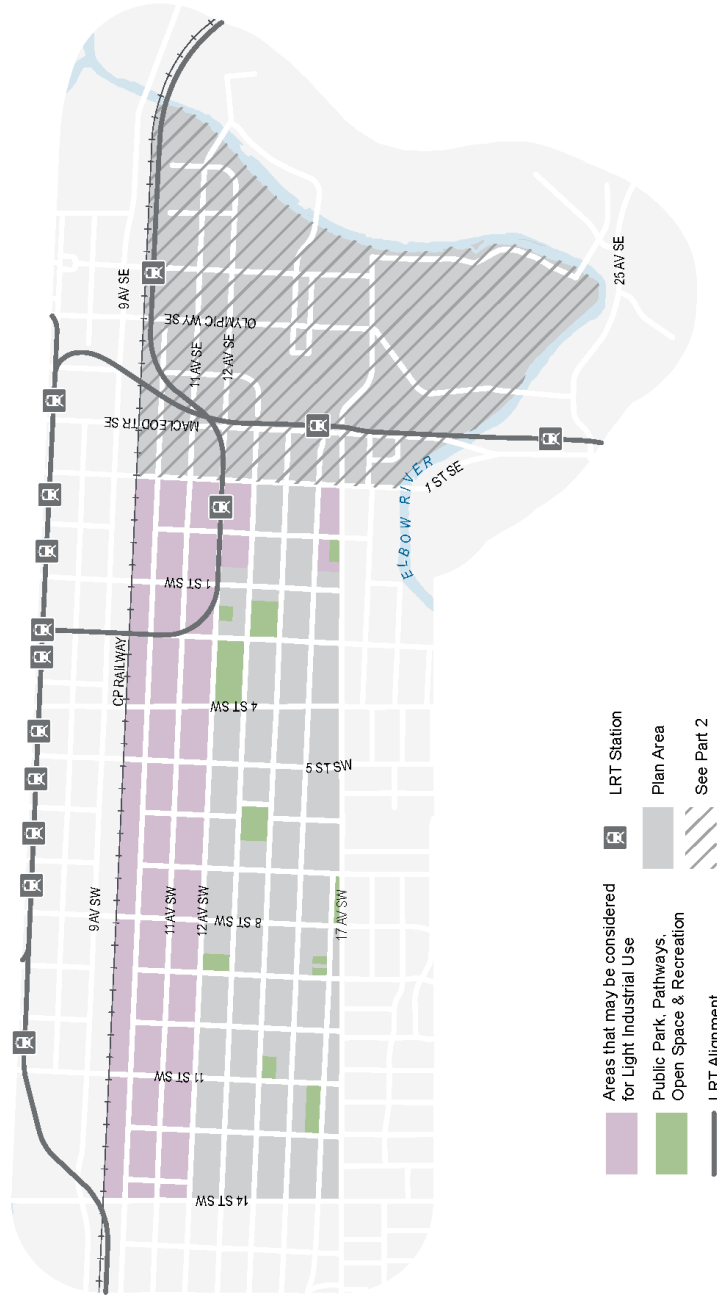 9 AV SE
OLYMPIC WY SE
11 AV SE
12 AV SE
MACLEOD TR SE
25 AV SE
ELBOW RIVER
1 ST SE
1 ST SW
CP RAILWAY
4 ST SW
5 ST SW
9 AV SW
11 AV SW
12 AV SW
8 ST SW
17 AV SW
11 ST SW
14 ST SW
Areas that may be considered
for Light Industrial Use
Public Park, Pathways,
Open Space & Recreation
LRT Alignment
LRT Station
Plan Area
See Part 2